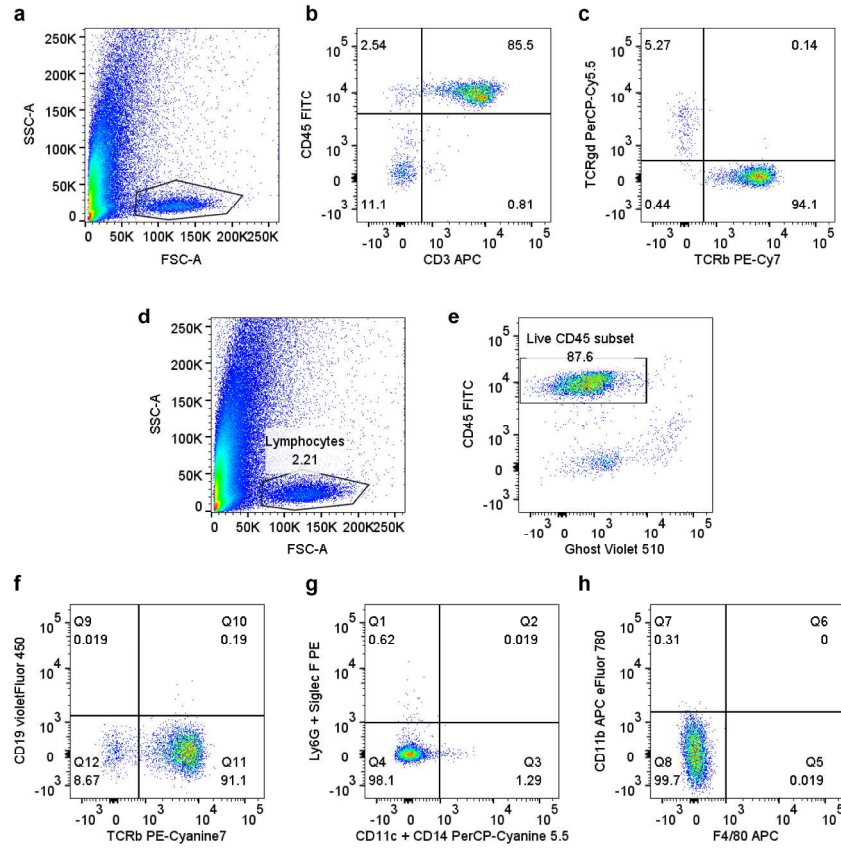 a
SSC-A
250K
200K
150K
100K
50K
0
0 50K 100K 150K 200K 250K
FSC-A
b
CD45 FITC
10^5
10^4
10^3
0
-10^3
2.54 85.5
11.1 0.81
-10^3 0 10^3 10^4 10^5
CD3 APC
c
TCRgd PerCP-Cy5.5
10^5
10^4
10^3
0
-10^3
5.27 0.14
0.44 94.1
-10^3 0 10^3 10^4 10^5
TCRb PE-Cy7
d
SSC-A
250K
200K
150K
100K
50K
0
Lymphocytes
2.21
0 50K 100K 150K 200K 250K
FSC-A
e
CD45 FITC
10^5
10^4
10^3
0
-10^3
Live CD45 subset
87.6
-10^3 0 10^3 10^4 10^5
Ghost Violet 510
f
CD19 violetFluor 450
10^5
10^4
10^3
0
-10^3
Q9 Q10
0.019 0.19
Q12 Q11
8.67 91.1
-10^3 0 10^3 10^4 10^5
TCRb PE-Cyanine7
g
Ly6G + Siglec F PE
10^5
10^4
10^3
0
-10^3
Q1 Q2
0.62 0.019
Q4 Q3
98.1 1.29
-10^3 0 10^3 10^4 10^5
CD11c + CD14 PerCP-Cyanine 5.5
h
CD11b APC eFluor 780
10^5
10^4
10^3
0
-10^3
Q7 Q6
0.31 0
Q8 Q5
99.7 0.019
-10^3 0 10^3 10^4 10^5
F4/80 APC